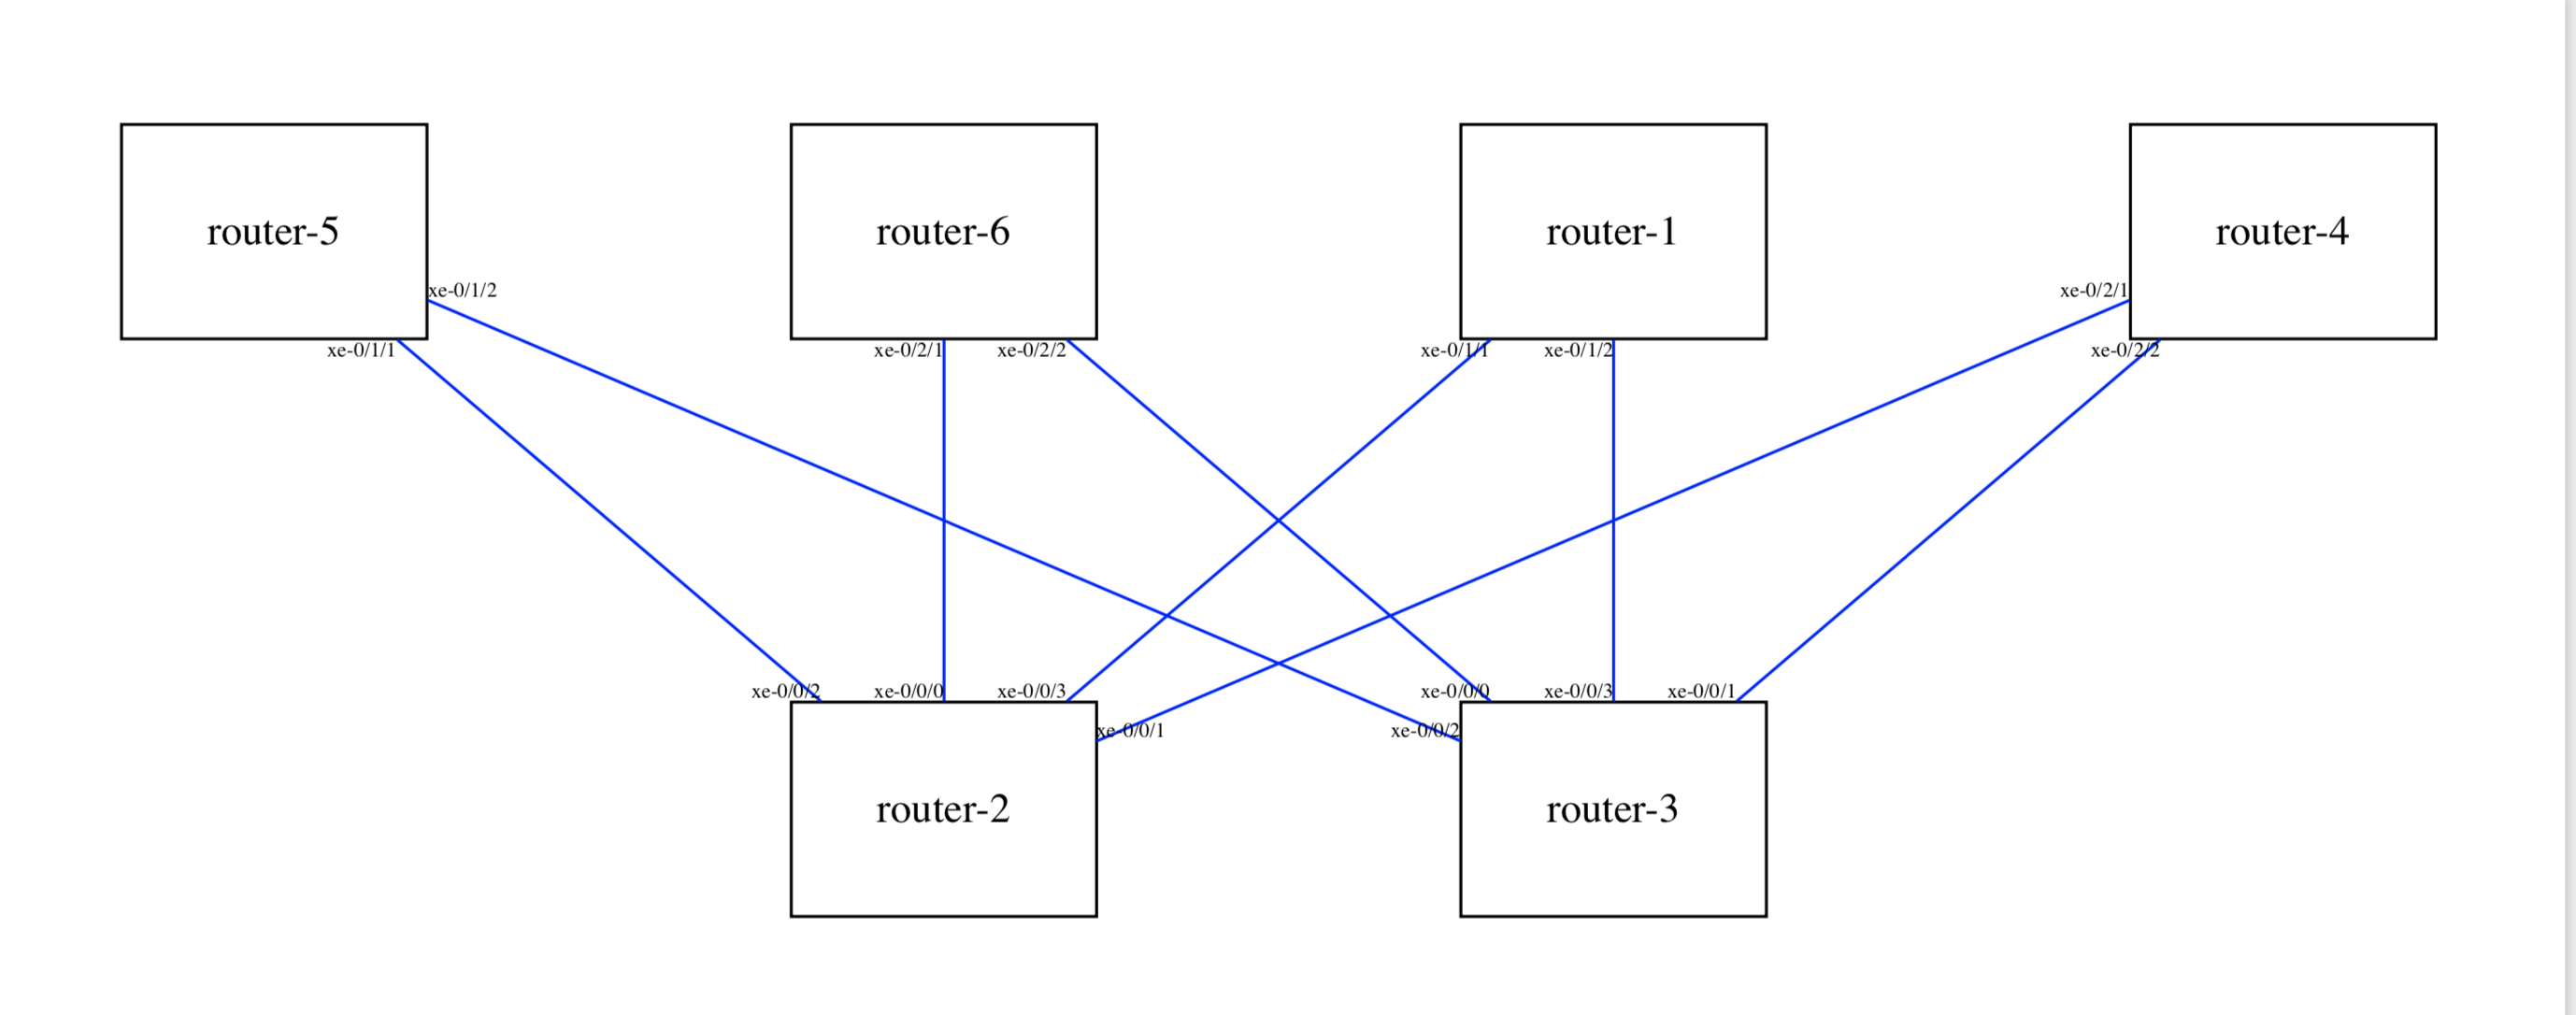 router-5
router-6
router-1
router-4
xe-0/1/2
xe-0/2/1
xe-0/1/1
xe-0/2/1
xe-0/2/2
xe-0/1/1
xe-0/1/2
xe-0/2/2
xe-0/0/2
xe-0/0/0
xe-0/0/3
xe-0/0/0
xe-0/0/3
xe-0/0/1
xe-0/0/1
xe-0/0/2
router-2
router-3